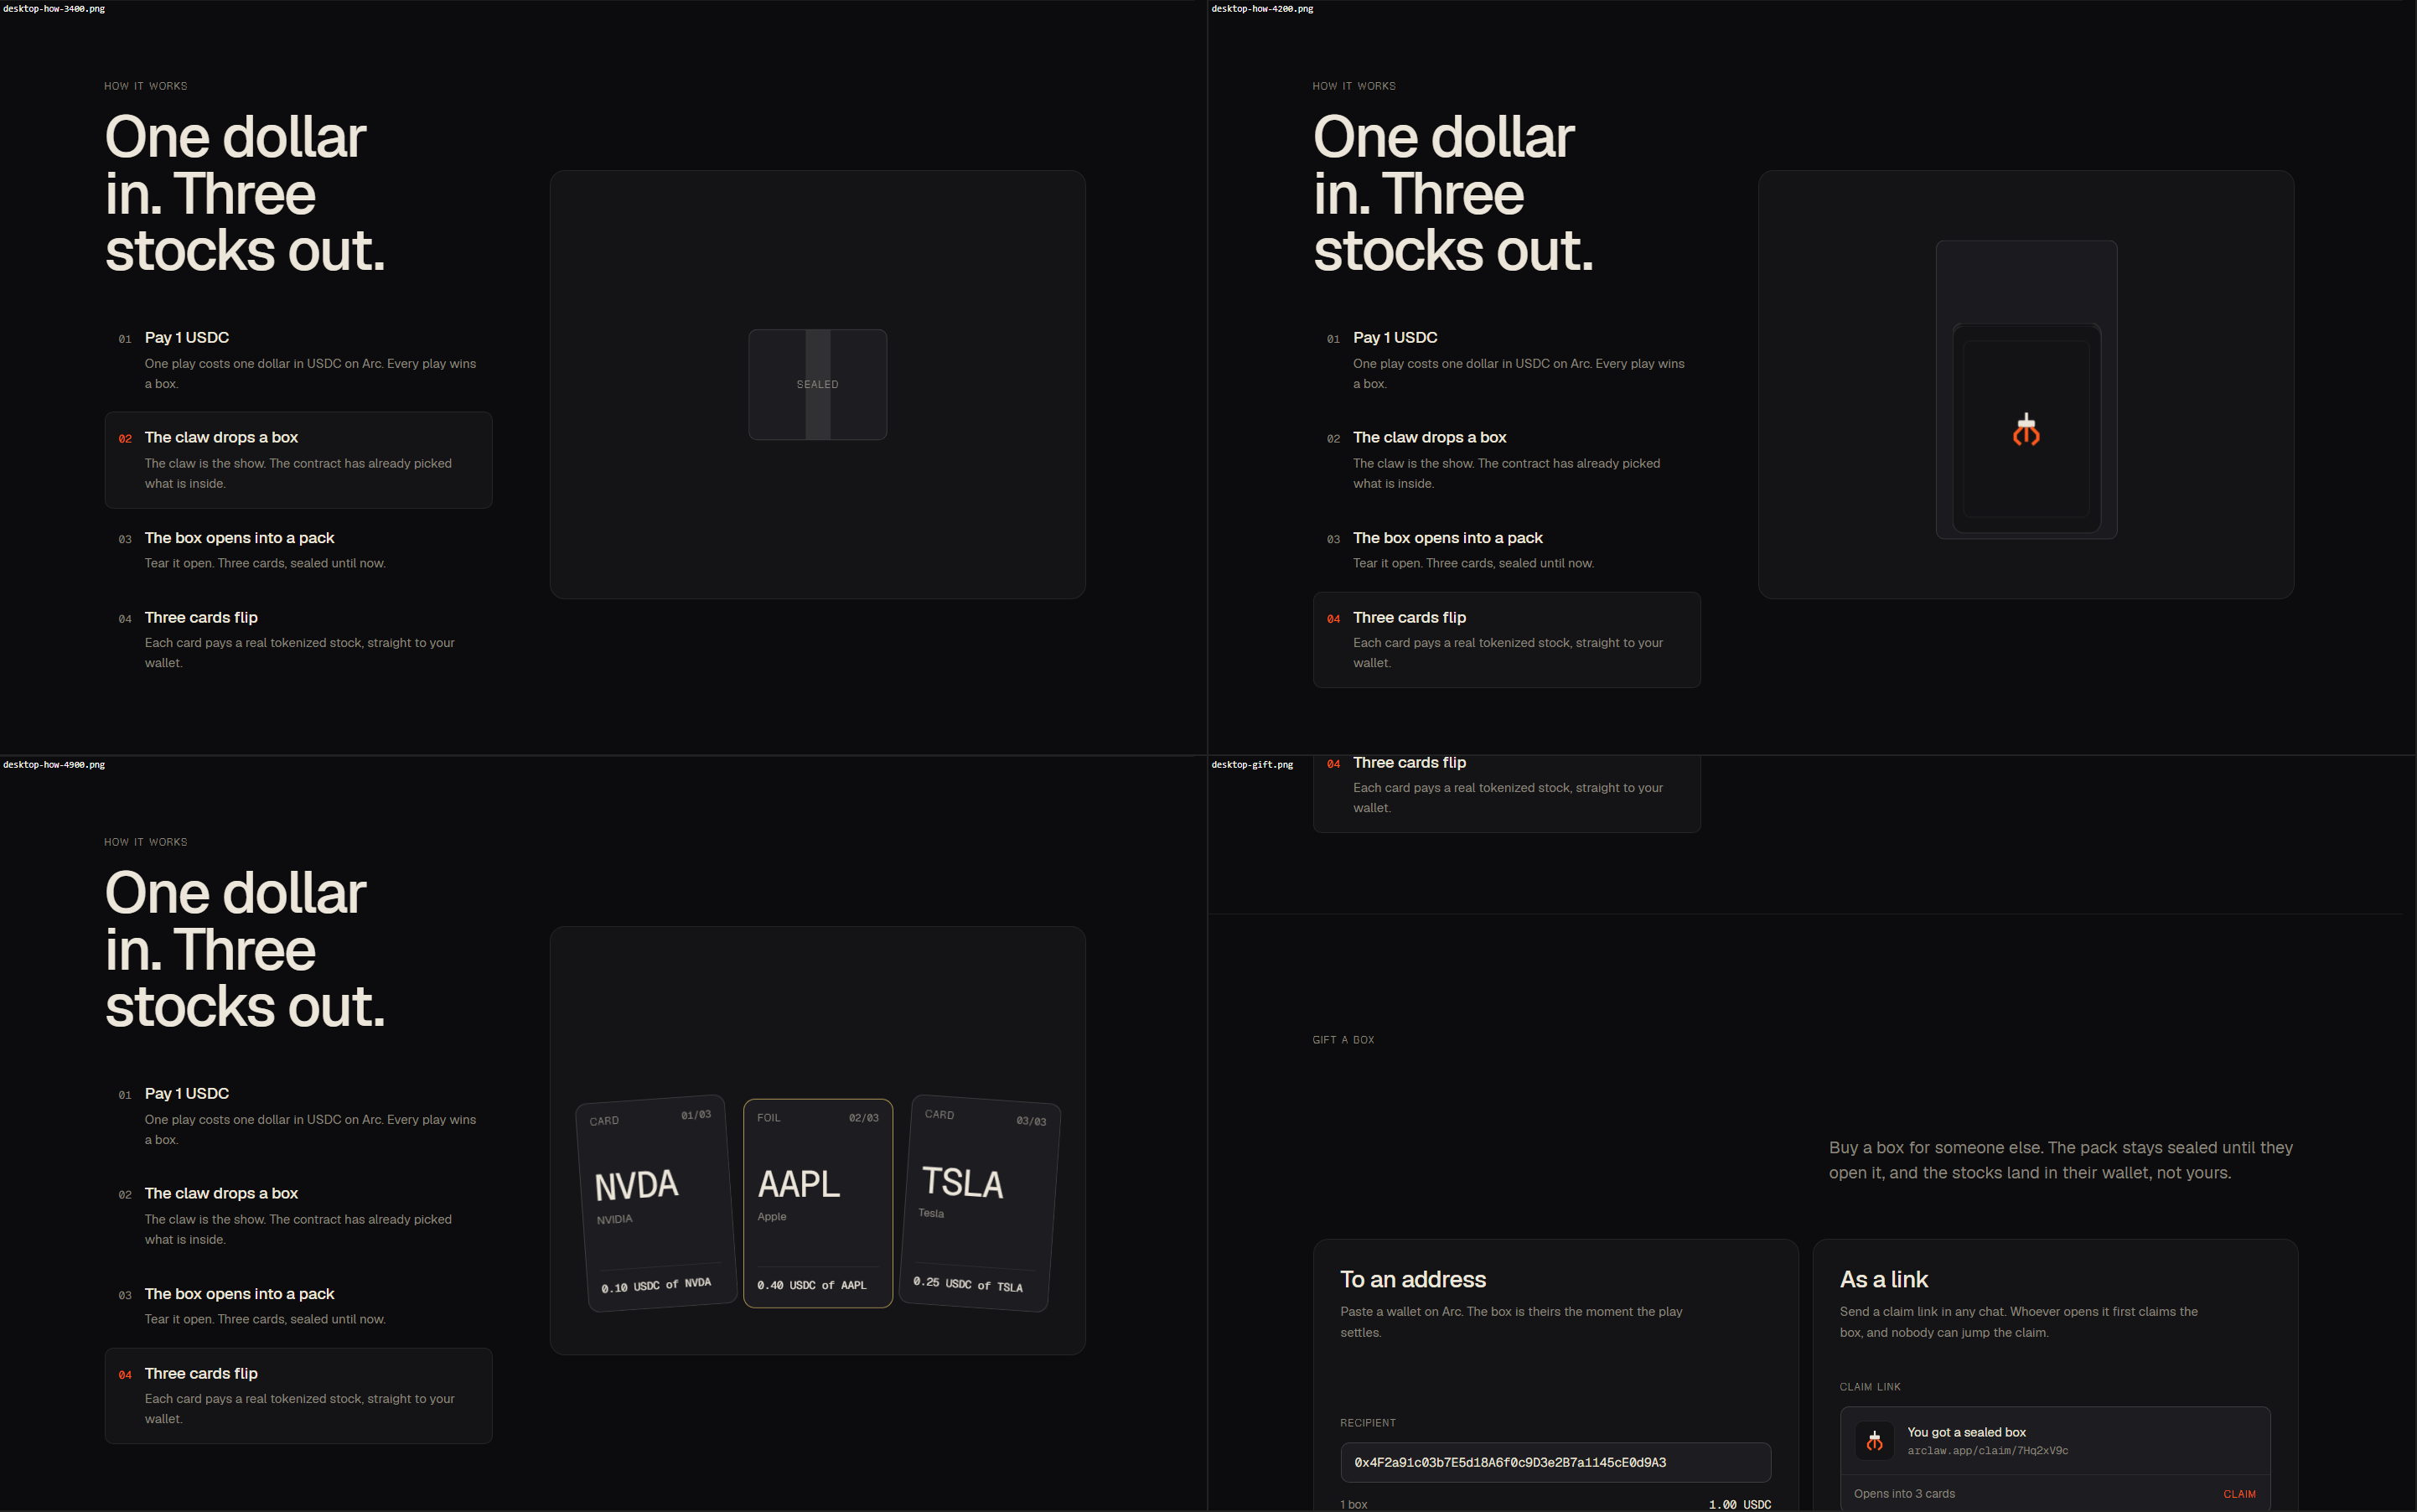 desktop-how-3400.png
HOW IT WORKS
One dollar
in. Three
stocks out.
01 Pay 1 USDC
One play costs one dollar in USDC on Arc. Every play wins
a box.
02 The claw drops a box
The claw is the show. The contract has already picked
what is inside.
03 The box opens into a pack
Tear it open. Three cards, sealed until now.
04 Three cards flip
Each card pays a real tokenized stock, straight to your
wallet.
SEALED
desktop-how-4200.png
HOW IT WORKS
One dollar
in. Three
stocks out.
01 Pay 1 USDC
One play costs one dollar in USDC on Arc. Every play wins
a box.
02 The claw drops a box
The claw is the show. The contract has already picked
what is inside.
03 The box opens into a pack
Tear it open. Three cards, sealed until now.
04 Three cards flip
Each card pays a real tokenized stock, straight to your
wallet.
desktop-how-4900.png
HOW IT WORKS
One dollar
in. Three
stocks out.
01 Pay 1 USDC
One play costs one dollar in USDC on Arc. Every play wins
a box.
02 The claw drops a box
The claw is the show. The contract has already picked
what is inside.
03 The box opens into a pack
Tear it open. Three cards, sealed until now.
04 Three cards flip
Each card pays a real tokenized stock, straight to your
wallet.
CARD 01/03
NVDA
NVIDIA
0.10 USDC of NVDA
FOIL 02/03
AAPL
Apple
0.40 USDC of AAPL
CARD 03/03
TSLA
Tesla
0.25 USDC of TSLA
desktop-gift.png
04 Three cards flip
Each card pays a real tokenized stock, straight to your
wallet.
GIFT A BOX
Buy a box for someone else. The pack stays sealed until they
open it, and the stocks land in their wallet, not yours.
To an address
Paste a wallet on Arc. The box is theirs the moment the play
settles.
RECIPIENT
0x4F2a91c03b7E5d18A6f0c9D3e2B7a1145cE0d9A3
1 box 1.00 USDC
As a link
Send a claim link in any chat. Whoever opens it first claims the
box, and nobody can jump the claim.
CLAIM LINK
You got a sealed box
arclaw.app/claim/7Hq2xV9c
Opens into 3 cards CLAIM